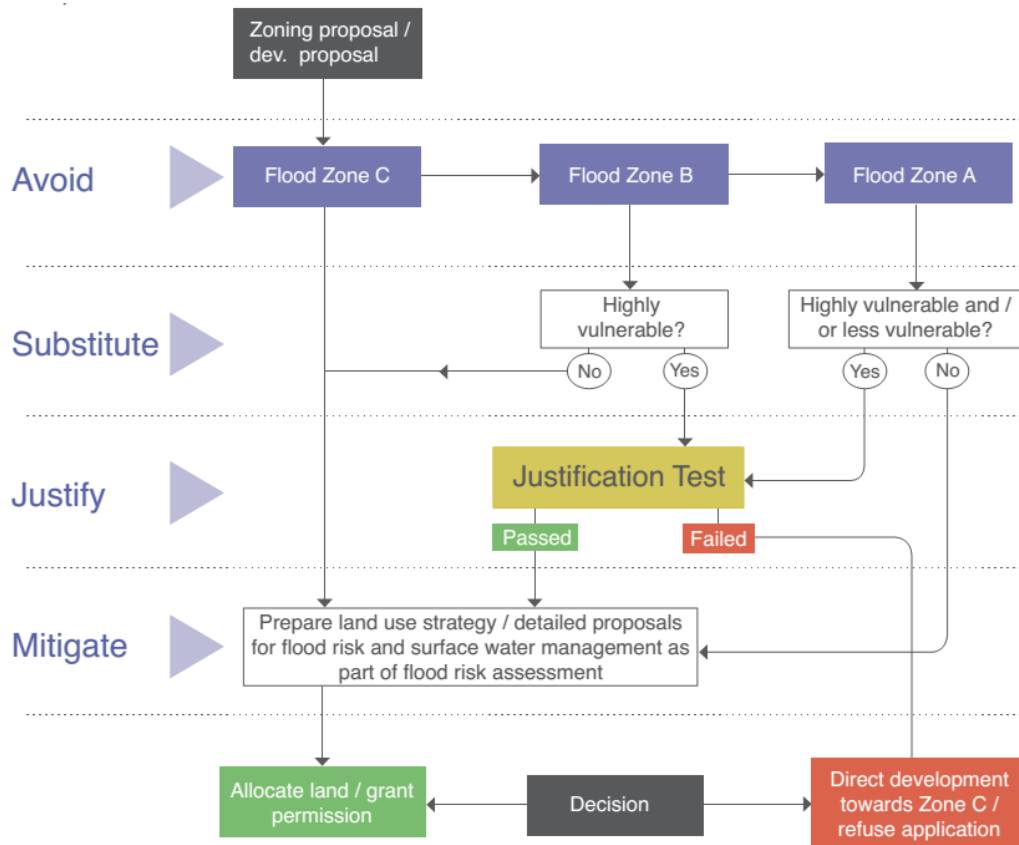 Zoning proposal /
dev. proposal
Avoid
Flood Zone C
Flood Zone B
Flood Zone A
Substitute
Highly
vulnerable?
Highly vulnerable and /
or less vulnerable?
No
Yes
Yes
No
Justify
Justification Test
Passed
Failed
Mitigate
Prepare land use strategy / detailed proposals
for flood risk and surface water management as
part of flood risk assessment
Allocate land / grant
permission
Decision
Direct development
towards Zone C /
refuse application